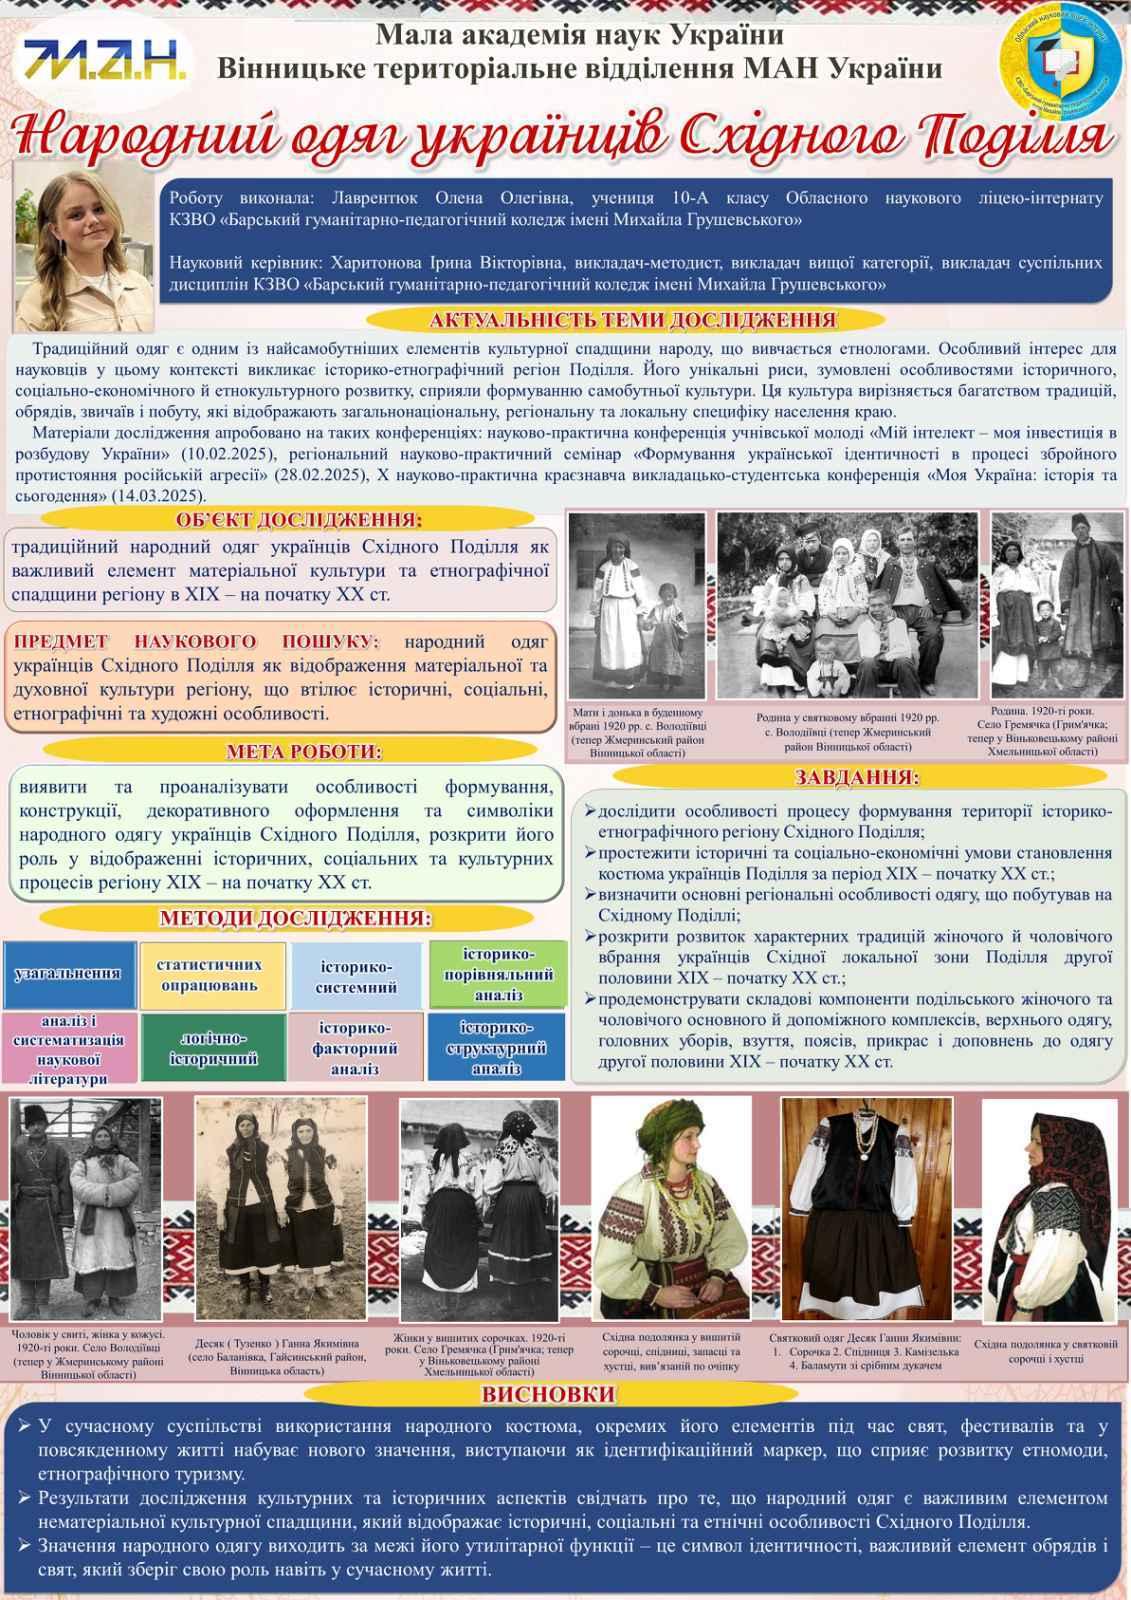 М.А.Н.
Мала академія наук України
Вінницьке територіальне відділення МАН України
Народний одяг українців Східного Поділля
Роботу виконала: Лаврентюк Олена Олегівна, учениця 10-А класу Обласного наукового ліцею-інтернату
КЗВО «Барський гуманітарно-педагогічний коледж імені Михайла Грушевського»
Науковий керівник: Харитонова Ірина Вікторівна, викладач-методист, викладач вищої категорії, викладач суспільних
дисциплін КЗВО «Барський гуманітарно-педагогічний коледж імені Михайла Грушевського»
АКТУАЛЬНІСТЬ ТЕМИ ДОСЛІДЖЕННЯ
Традиційний одяг є одним із найсамобутніших елементів культурної спадщини народу, що вивчається етнологами. Особливий інтерес для
науковців у цьому контексті викликає історико-етнографічний регіон Поділля. Його унікальні риси, зумовлені особливостями історичного,
соціально-економічного й етнокультурного розвитку, сприяли формуванню самобутньої культури. Ця культура вирізняється багатством традицій,
обрядів, звичаїв і побуту, які відображають загальнонаціональну, регіональну та локальну специфіку населення краю.
Матеріали дослідження апробовано на таких конференціях: науково-практична конференція учнівської молоді «Мій інтелект – моя інвестиція в
розбудову України» (10.02.2025), регіональний науково-практичний семінар «Формування української ідентичності в процесі збройного
протистояння російській агресії» (28.02.2025), Х науково-практична краєзнавча викладацько-студентська конференція «Моя Україна: історія та
сьогодення» (14.03.2025).
ОБ’ЄКТ ДОСЛІДЖЕННЯ:
традиційний народний одяг українців Східного Поділля як
важливий елемент матеріальної культури та етнографічної
спадщини регіону в ХІХ – на початку ХХ ст.
ПРЕДМЕТ НАУКОВОГО ПОШУКУ: народний одяг
українців Східного Поділля як відображення матеріальної та
духовної культури регіону, що втілює історичні, соціальні,
етнографічні та художні особливості.
МЕТА РОБОТИ:
виявити та проаналізувати особливості формування,
конструкції, декоративного оформлення та символіки
народного одягу українців Східного Поділля, розкрити його
роль у відображенні історичних, соціальних та культурних
процесів регіону ХІХ – на початку ХХ ст.
МЕТОДИ ДОСЛІДЖЕННЯ:
узагальнення
статистичних
опрацювань
історико-
системний
історико-
порівняльний
аналіз
аналіз і
систематизація
наукової
літератури
логічно-
історичний
історико-
факторний
аналіз
історико-
структурний
аналіз
Мати і донька в буденному
вбрані 1920 рр. с. Володіївці
(тепер Жмеринський район
Вінницької області)
Родина у святковому вбранні 1920 рр.
с. Володіївці (тепер Жмеринський
район Вінницької області)
Родина. 1920-ті роки.
Село Гремячка (Грим'ячка;
тепер у Віньковецькому районі
Хмельницької області)
ЗАВДАННЯ:
➢дослідити особливості процесу формування території історико-
етнографічного регіону Східного Поділля;
➢простежити історичні та соціально-економічні умови становлення
костюма українців Поділля за період ХІХ – початку ХХ ст.;
➢визначити основні регіональні особливості одягу, що побутував на
Східному Поділлі;
➢розкрити розвиток характерних традицій жіночого й чоловічого
вбрання українців Східної локальної зони Поділля другої
половини ХІХ – початку ХХ ст.;
➢продемонструвати складові компоненти подільського жіночого та
чоловічого основного й допоміжного комплексів, верхнього одягу,
головних уборів, взуття, поясів, прикрас і доповнень до одягу
другої половини ХІХ – початку ХХ ст.
Чоловік у свиті, жінка у кожусі.
1920-ті роки. Село Володіївці
(тепер у Жмеринському районі
Вінницької області)
Десяк ( Тузенко ) Ганна Якимівна
(село Баланівка, Гайсинський район,
Вінницька область)
Жінки у вишитих сорочках. 1920-ті
роки. Село Гремячка (Грим'ячка; тепер
у Віньковецькому районі
Хмельницької області)
Східна подолянка у вишитій
сорочці, спідниці, запасці та
хустці, вив’язаній по очіпку
Святковий одяг Десяк Ганни Якимівни:
1. Сорочка 2. Спідниця 3. Камізелька
4. Баламути зі срібним дукачем
Східна подолянка у святковій
сорочці і хустці
ВИСНОВКИ
➢ У сучасному суспільстві використання народного костюма, окремих його елементів під час свят, фестивалів та у
повсякденному житті набуває нового значення, виступаючи як ідентифікаційний маркер, що сприяє розвитку етномоди,
етнографічного туризму.
➢ Результати дослідження культурних та історичних аспектів свідчать про те, що народний одяг є важливим елементом
нематеріальної культурної спадщини, який відображає історичні, соціальні та етнічні особливості Східного Поділля.
➢ Значення народного одягу виходить за межі його утилітарної функції – це символ ідентичності, важливий елемент обрядів і
свят, який зберіг свою роль навіть у сучасному житті.